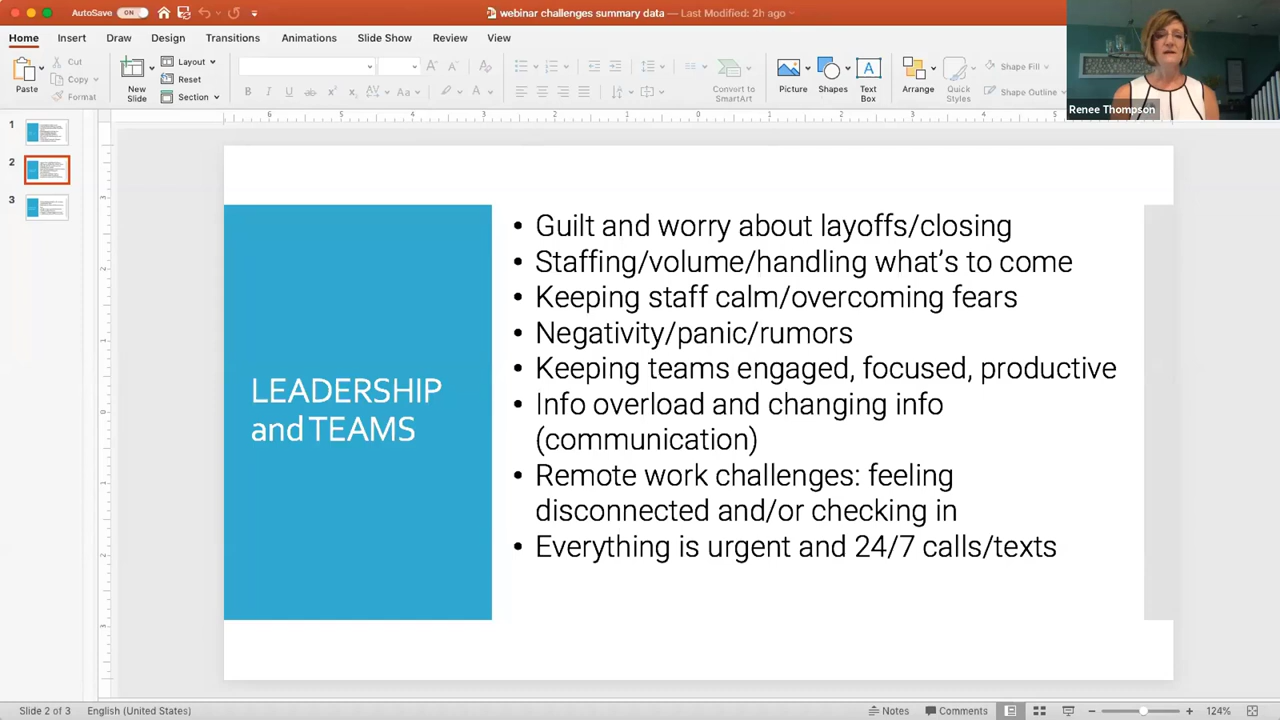 AutoSave ON webinar challenges summary data — Last Modified: 2h ago
Home Insert Draw Design Transitions Animations Slide Show Review View
Paste Cut Copy Format New Slide Layout Reset Section Convert to SmartArt Picture Shapes Text Box Arrange Quick Styles Shape Fill Shape Outline
Renee Thompson
1
2
3
LEADERSHIP
and TEAMS
• Guilt and worry about layoffs/closing
• Staffing/volume/handling what's to come
• Keeping staff calm/overcoming fears
• Negativity/panic/rumors
• Keeping teams engaged, focused, productive
• Info overload and changing info
(communication)
• Remote work challenges: feeling
disconnected and/or checking in
• Everything is urgent and 24/7 calls/texts
Slide 2 of 3 English (United States) Notes Comments 124%